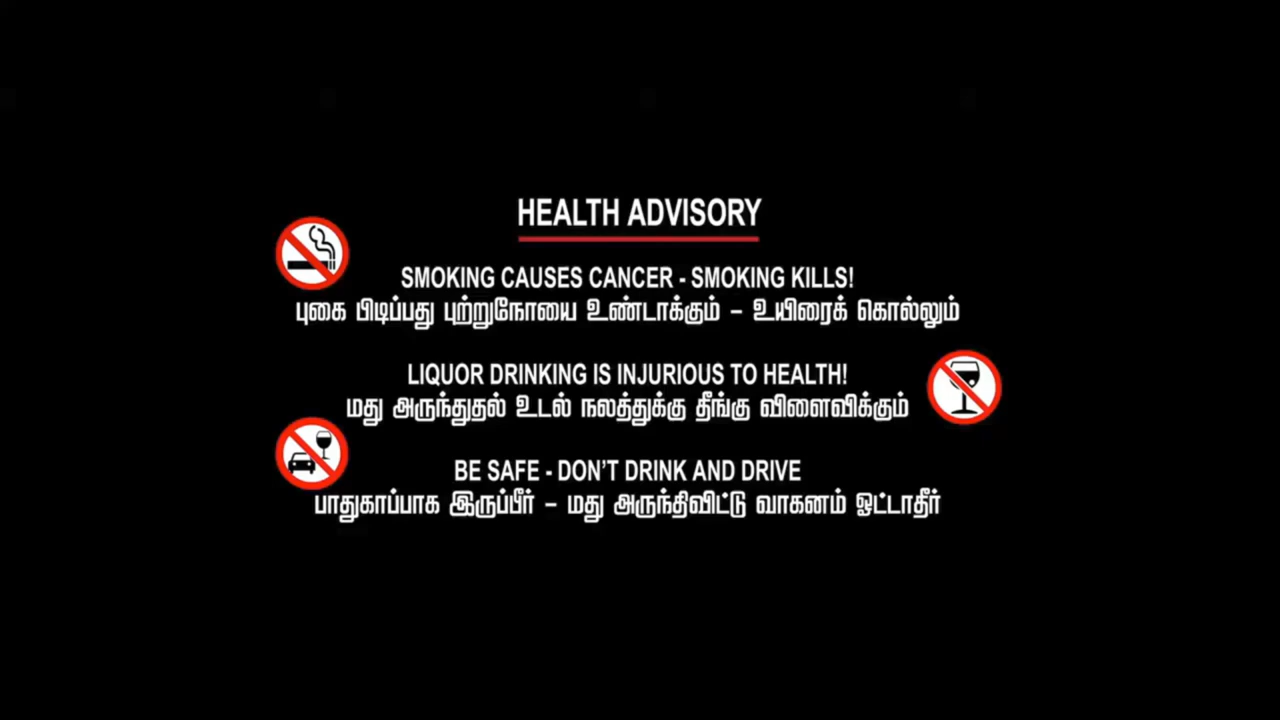 HEALTH ADVISORY
SMOKING CAUSES CANCER - SMOKING KILLS!
புகை பிடிப்பது புற்றுநோயை உண்டாக்கும் – உயிரைக் கொல்லும்
LIQUOR DRINKING IS INJURIOUS TO HEALTH!
மது அருந்துதல் உடல் நலத்துக்கு தீங்கு விளைவிக்கும்
BE SAFE - DON'T DRINK AND DRIVE
பாதுகாப்பாக இருப்பீர் – மது அருந்திவிட்டு வாகனம் ஓட்டாதீர்